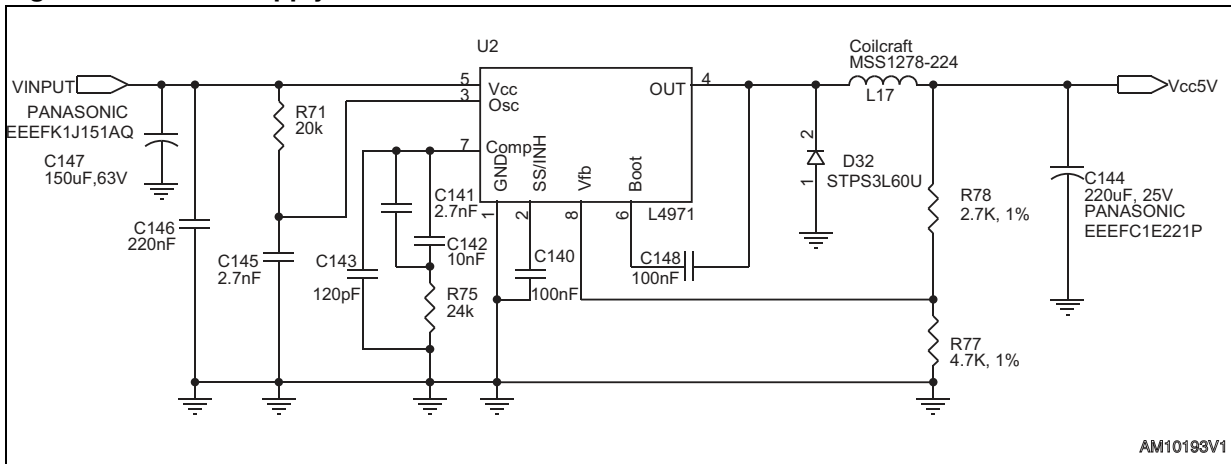 U2
Coilcraft
MSS1278-224
L17
VINPUT
5
Vcc
3
Osc
OUT
4
Vcc5V
PANASONIC
EEEFK1J151AQ
C147
150uF,63V
R71
20k
7
Comp
GND
SS/INH
Vfb
Boot
1
2
8
6
L4971
2
1
D32
STPS3L60U
C144
220uF, 25V
PANASONIC
EEEFC1E221P
R78
2.7K, 1%
C141
2.7nF
C142
10nF
C146
220nF
C145
2.7nF
C143
120pF
R75
24k
C140
100nF
C148
100nF
R77
4.7K, 1%
AM10193V1